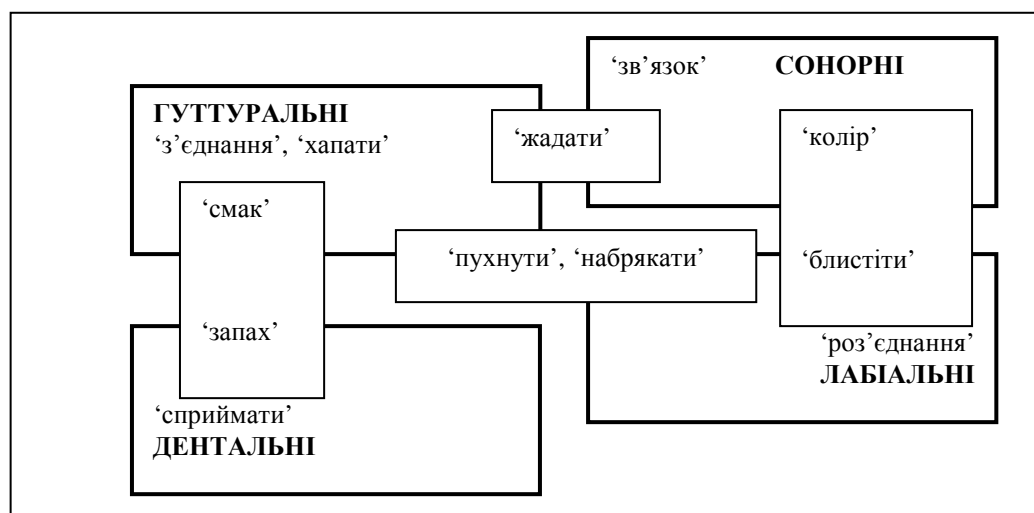 ‘зв’язок’ СОНОРНІ
ГУТТУРАЛЬНІ
‘з’єднання’, ‘хапати’
‘жадати’
‘колір’
‘смак’
‘пухнути’, ‘набрякати’
‘блистіти’
‘запах’
‘роз’єднання’
ЛАБІАЛЬНІ
‘сприймати’
ДЕНТАЛЬНІ